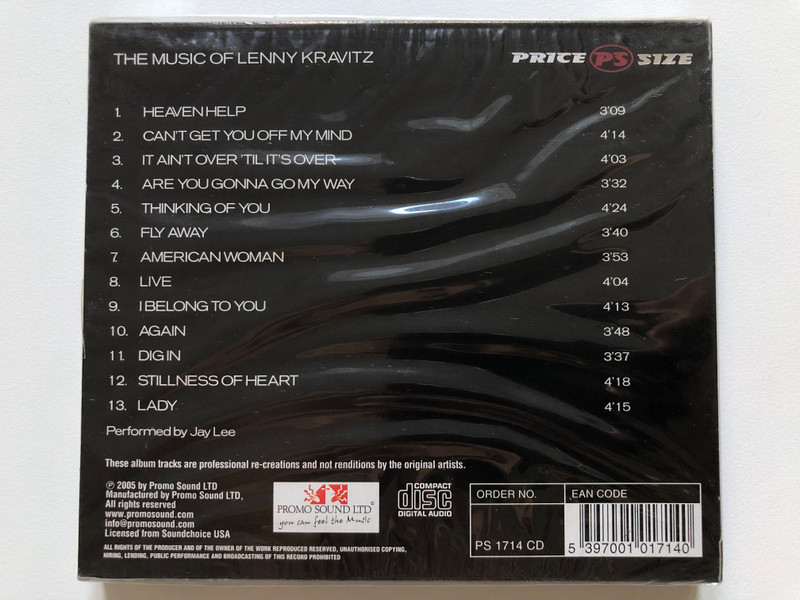 THE MUSIC OF LENNY KRAVITZ PRICE PS SIZE
1. HEAVEN HELP 3'09
2. CAN'T GET YOU OFF MY MIND 4'14
3. IT AIN'T OVER 'TIL IT'S OVER 4'03
4. ARE YOU GONNA GO MY WAY 3'32
5. THINKING OF YOU 4'24
6. FLY AWAY 3'40
7. AMERICAN WOMAN 3'53
8. LIVE 4'04
9. I BELONG TO YOU 4'13
10. AGAIN 3'48
11. DIG IN 3'37
12. STILLNESS OF HEART 4'18
13. LADY 4'15
Performed by Jay Lee
These album tracks are professional re-creations and not renditions by the original artists.
℗ 2005 by Promo Sound LTD
Manufactured by Promo Sound LTD,
All rights reserved
www.promosound.com
info@promosound.com
Licensed from Soundchoice USA
ALL RIGHTS OF THE PRODUCER AND OF THE OWNER OF THE WORK REPRODUCED RESERVED, UNAUTHORISED COPYING,
HIRING, LENDING, PUBLIC PERFORMANCE AND BROADCASTING OF THIS RECORD PROHIBITED
PROMO SOUND LTD©
you can feel the Music
COMPACT
disc
DIGITAL AUDIO
ORDER NO. EAN CODE
PS 1714 CD
5 397001 017140